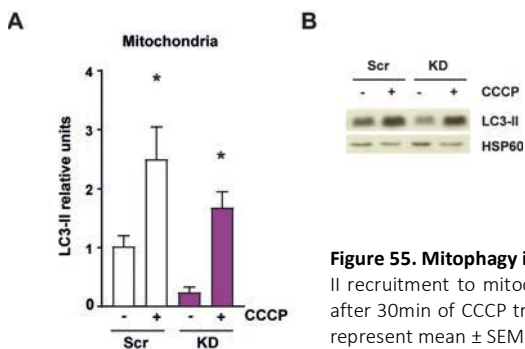 A
Mitochondria
LC3-II relative units
4
3
2
1
0
*
*
- + - + CCCP
Scr KD
B
Scr KD
- + - + CCCP
LC3-II
HSP60
Figure 55. Mitophagy i
II recruitment to mitoc
after 30min of CCCP tr
represent mean ± SEM